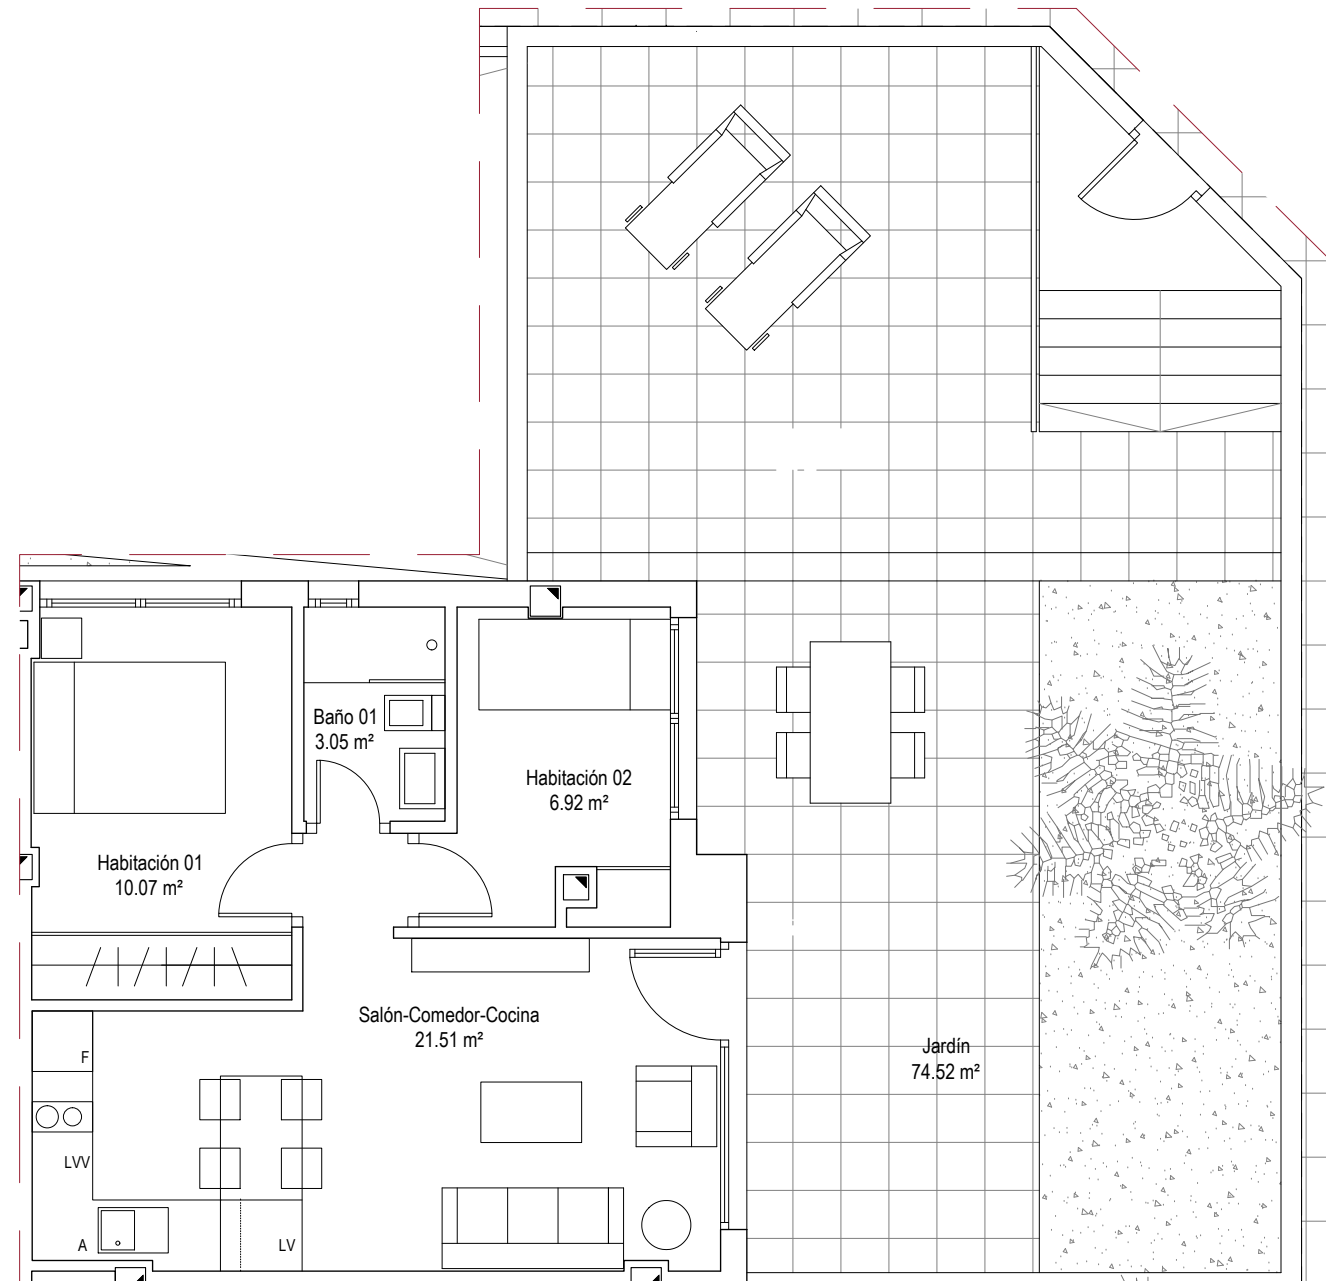 Baño 01
3.05 m²
Habitación 02
6.92 m²
Habitación 01
10.07 m²
Salón-Comedor-Cocina
21.51 m²
Jardín
74.52 m²
F
LVV
A
LV